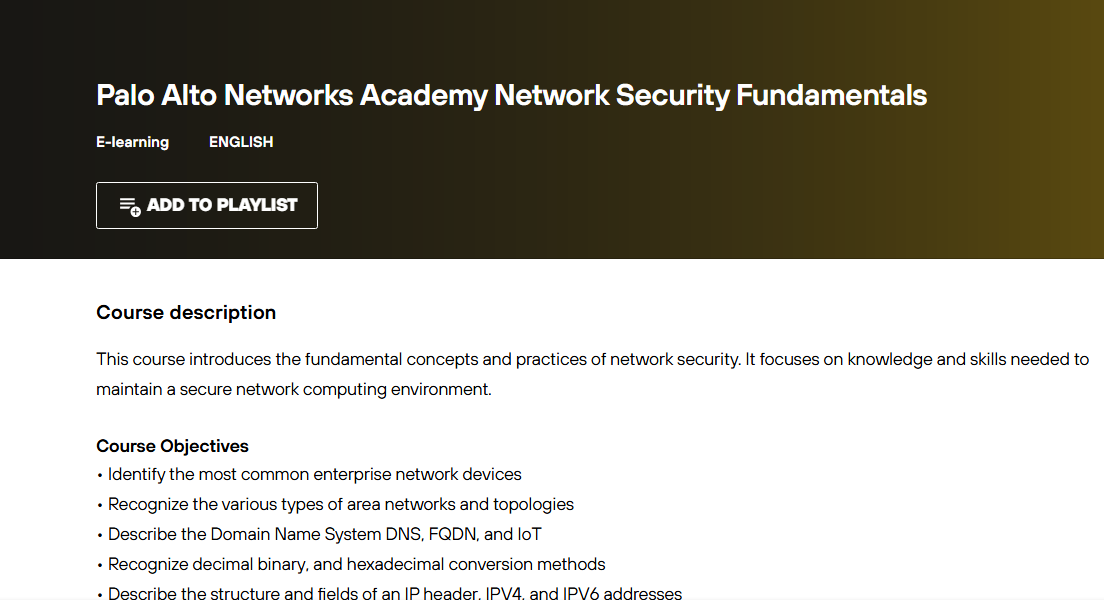 Palo Alto Networks Academy Network Security Fundamentals
E-learning ENGLISH
ADD TO PLAYLIST
Course description
This course introduces the fundamental concepts and practices of network security. It focuses on knowledge and skills needed to
maintain a secure network computing environment.
Course Objectives
• Identify the most common enterprise network devices
• Recognize the various types of area networks and topologies
• Describe the Domain Name System DNS, FQDN, and IoT
• Recognize decimal binary, and hexadecimal conversion methods
• Describe the structure and fields of an IP header, IPV4, and IPV6 addresses